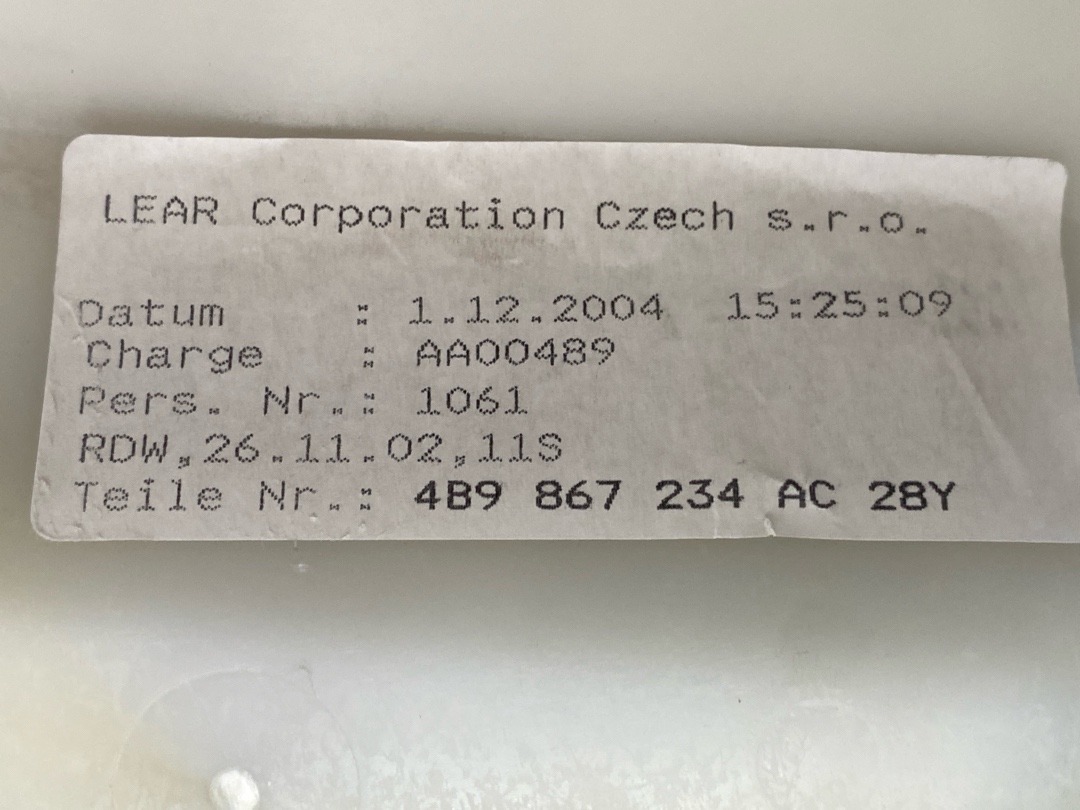 LEAR Corporation Czech s.r.o.
Datum : 1.12.2004 15:25:09
Charge : AA00489
Pers. Nr.: 1061
RDW,26.11.02,11S
Teile Nr.: 4B9 867 234 AC 28Y